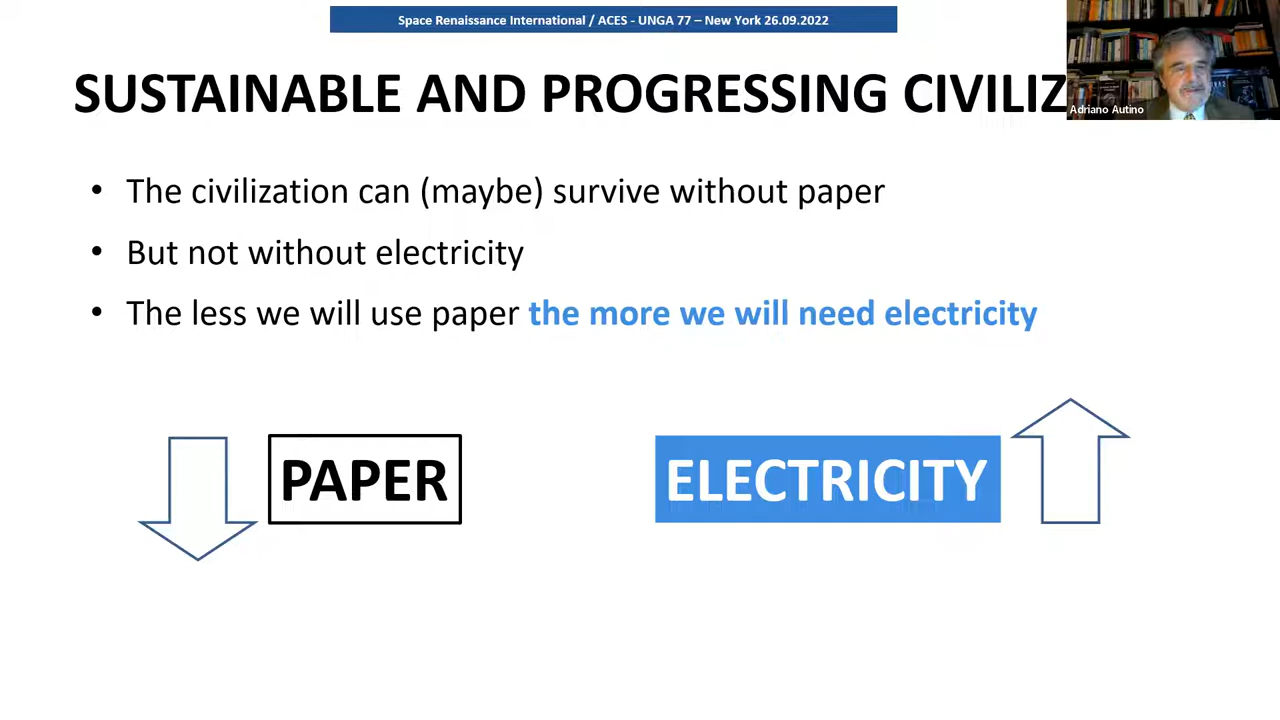 Space Renaissance International / ACES - UNGA 77 – New York 26.09.2022
SUSTAINABLE AND PROGRESSING CIVILIZ
Adriano Autino
• The civilization can (maybe) survive without paper
• But not without electricity
• The less we will use paper the more we will need electricity
PAPER
ELECTRICITY